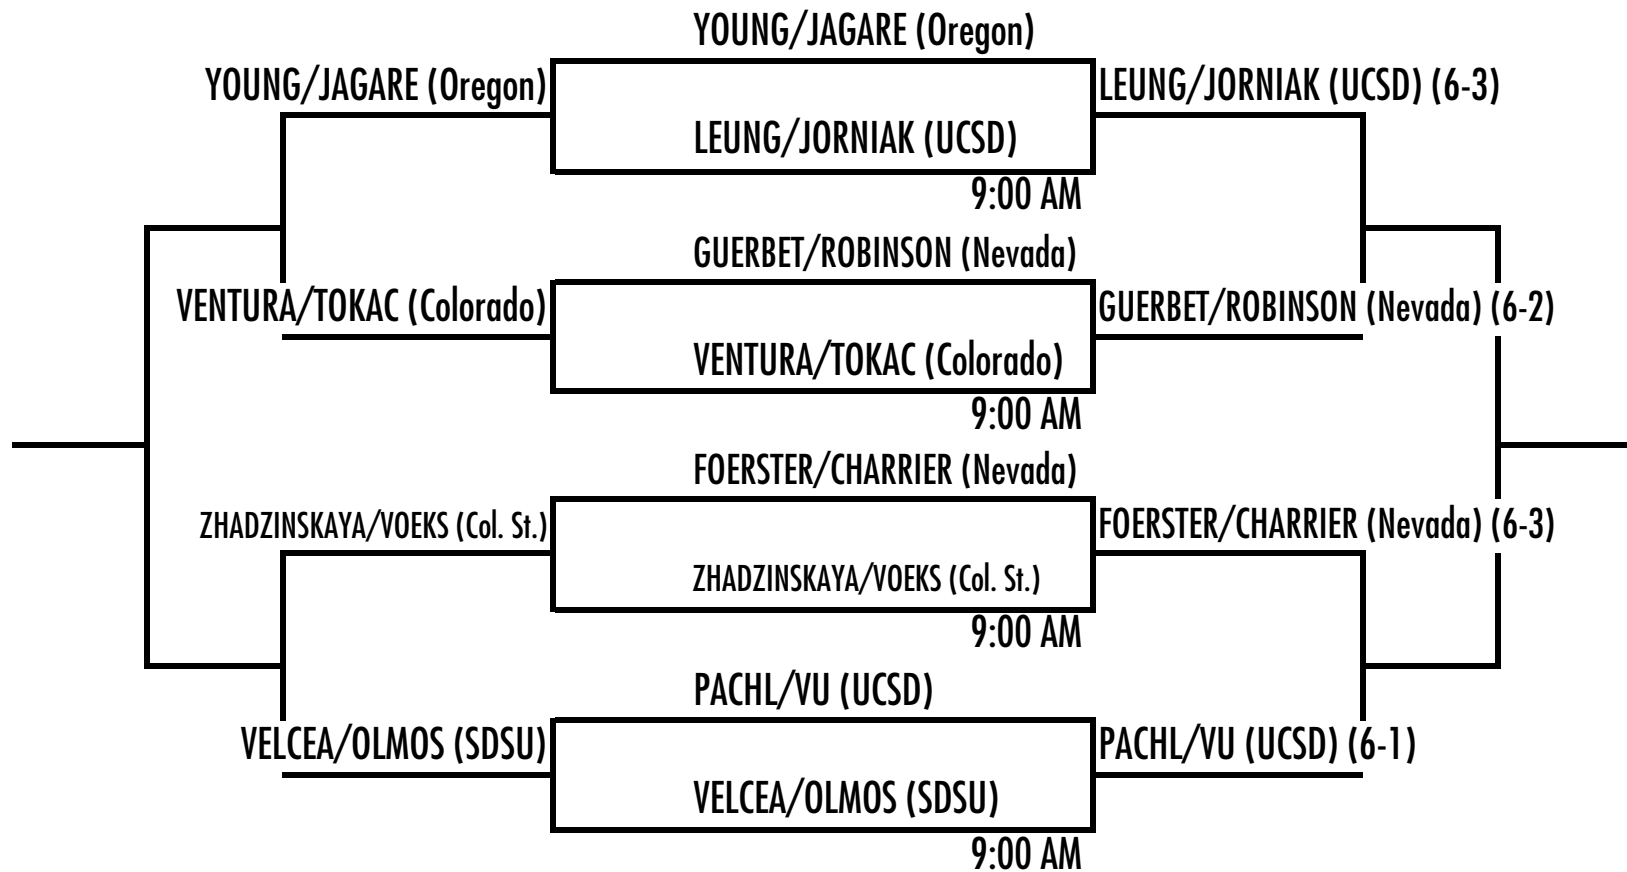 YOUNG/JAGARE (Oregon)
YOUNG/JAGARE (Oregon)
LEUNG/JORNIAK (UCSD) (6-3)
LEUNG/JORNIAK (UCSD)
9:00 AM
GUERBET/ROBINSON (Nevada)
VENTURA/TOKAC (Colorado)
GUERBET/ROBINSON (Nevada) (6-2)
VENTURA/TOKAC (Colorado)
9:00 AM
FOERSTER/CHARRIER (Nevada)
ZHADZINSKAYA/VOEKS (Col. St.)
FOERSTER/CHARRIER (Nevada) (6-3)
ZHADZINSKAYA/VOEKS (Col. St.)
9:00 AM
PACHL/VU (UCSD)
VELCEA/OLMOS (SDSU)
PACHL/VU (UCSD) (6-1)
VELCEA/OLMOS (SDSU)
9:00 AM